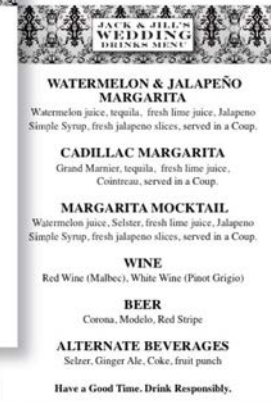 JACK & JILL'S
WEDDING
DRINKS MENU
WATERMELON & JALAPEÑO
MARGARITA
Watermelon juice, tequila, fresh lime juice, Jalapeno
Simple Syrup, fresh jalapeno slices, served in a Coup.
CADILLAC MARGARITA
Grand Marnier, tequila, fresh lime juice,
Cointreau, served in a Coup.
MARGARITA MOCKTAIL
Watermelon juice, Selster, fresh lime juice, Jalapeno
Simple Syrup, fresh jalapeno slices, served in a Coup.
WINE
Red Wine (Malbec), White Wine (Pinot Grigio)
BEER
Corona, Modelo, Red Stripe
ALTERNATE BEVERAGES
Selzer, Ginger Ale, Coke, fruit punch
Have a Good Time. Drink Responsibly.